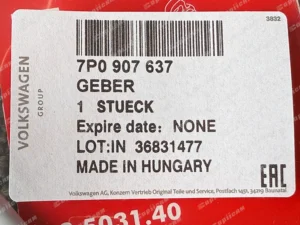 3832
VOLKSWAGEN
GROUP
7P0 907 637
GEBER
1 STUECK
Expire date: NONE
LOT:IN 36831477
MADE IN HUNGARY
EAC
Volkswagen AG, Konzern Vertrieb Original Teile und Service, Postfach 1451, 34219 Baunatal
5031.40